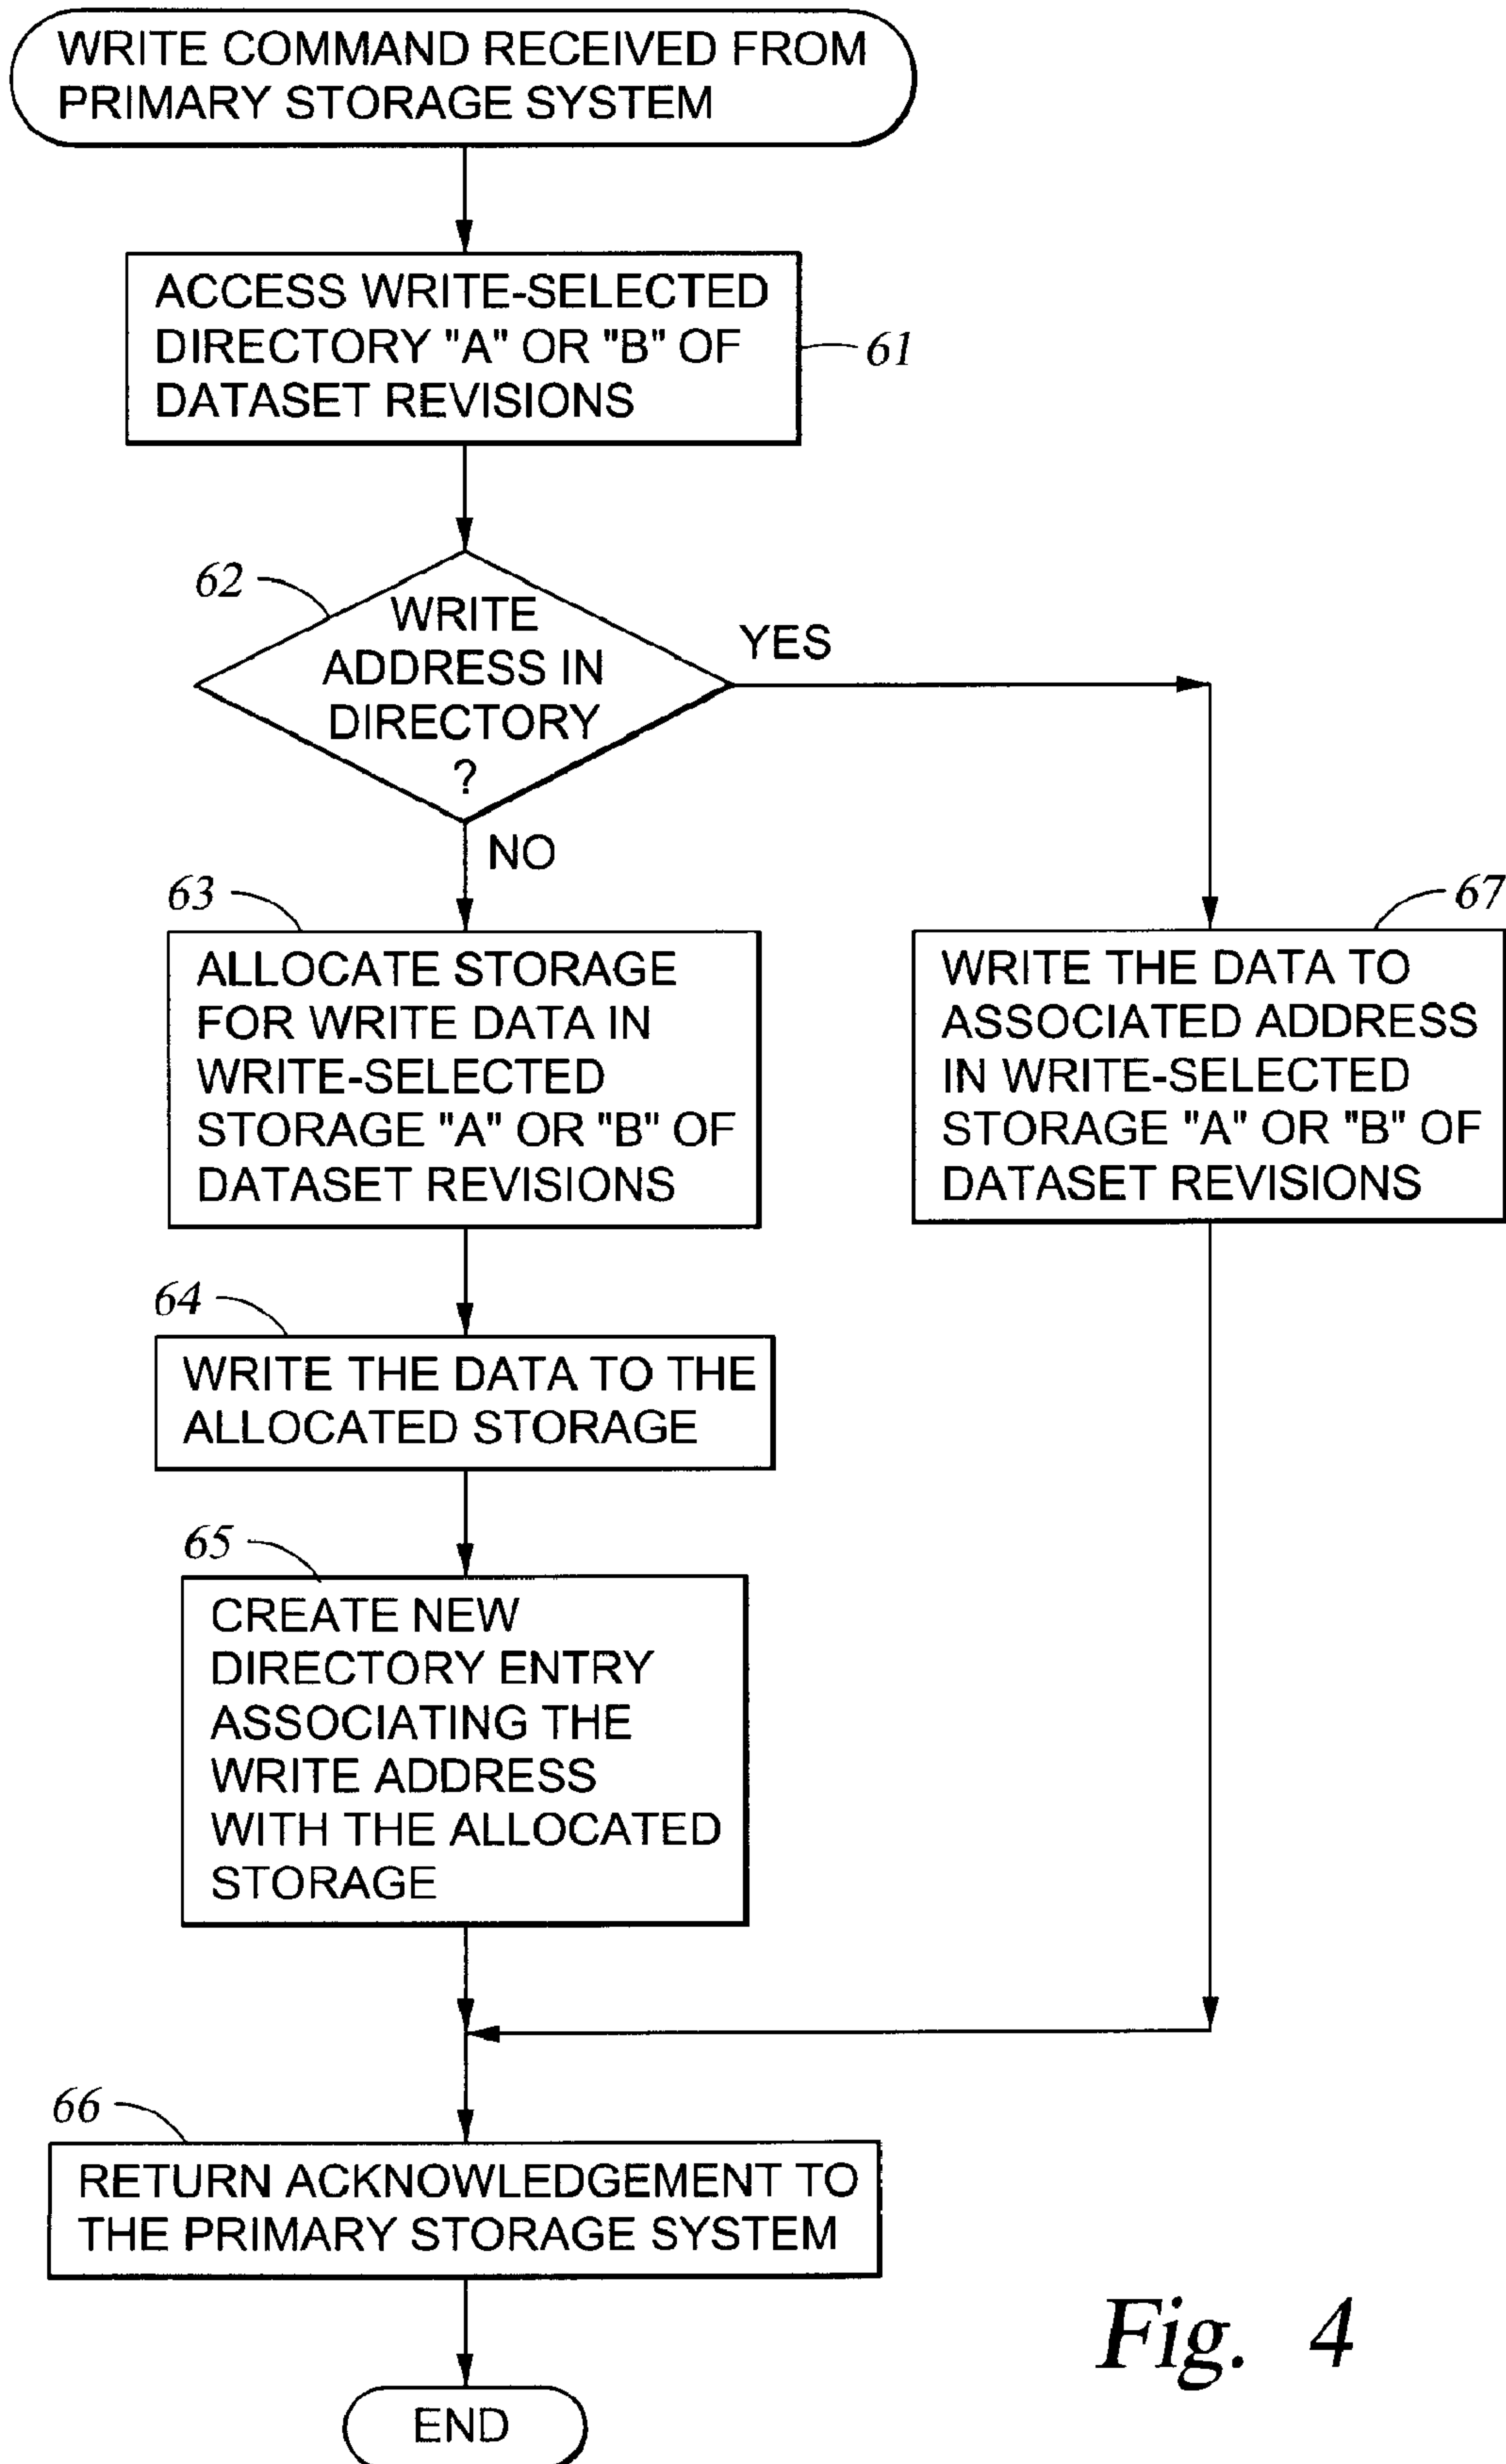 WRITE COMMAND RECEIVED FROM
PRIMARY STORAGE SYSTEM
ACCESS WRITE-SELECTED
DIRECTORY "A" OR "B" OF
DATASET REVISIONS
61
62
WRITE
ADDRESS IN
DIRECTORY
?
YES
NO
63
ALLOCATE STORAGE
FOR WRITE DATA IN
WRITE-SELECTED
STORAGE "A" OR "B" OF
DATASET REVISIONS
67
WRITE THE DATA TO
ASSOCIATED ADDRESS
IN WRITE-SELECTED
STORAGE "A" OR "B" OF
DATASET REVISIONS
64
WRITE THE DATA TO THE
ALLOCATED STORAGE
65
CREATE NEW
DIRECTORY ENTRY
ASSOCIATING THE
WRITE ADDRESS
WITH THE ALLOCATED
STORAGE
66
RETURN ACKNOWLEDGEMENT TO
THE PRIMARY STORAGE SYSTEM
END
Fig. 4